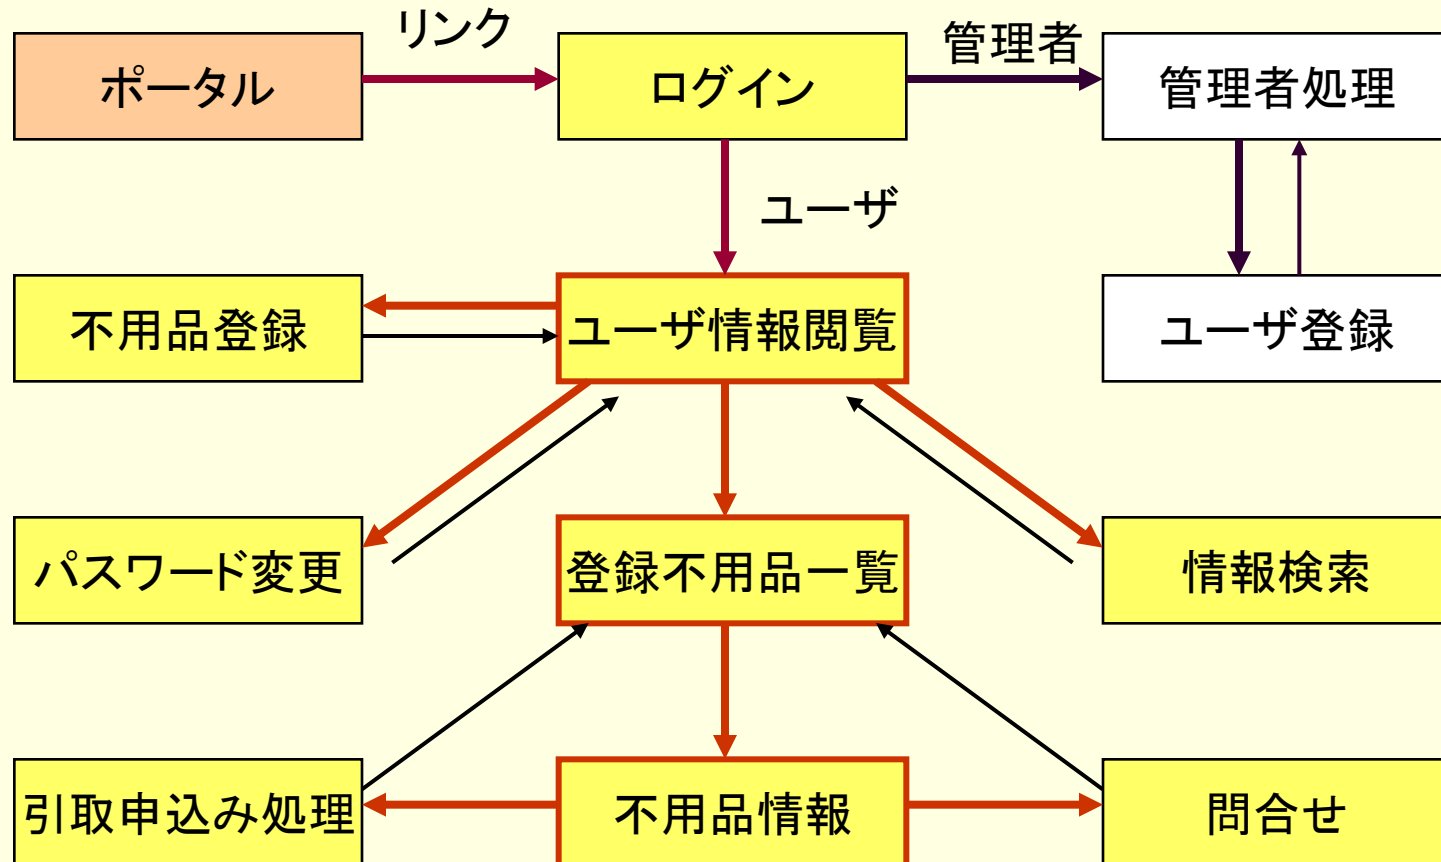 リンク
管理者
ポータル
ログイン
管理者処理
ユーザ
不用品登録
ユーザ情報閲覧
ユーザ登録
パスワード変更
登録不用品一覧
情報検索
引取申込み処理
不用品情報
問合せ